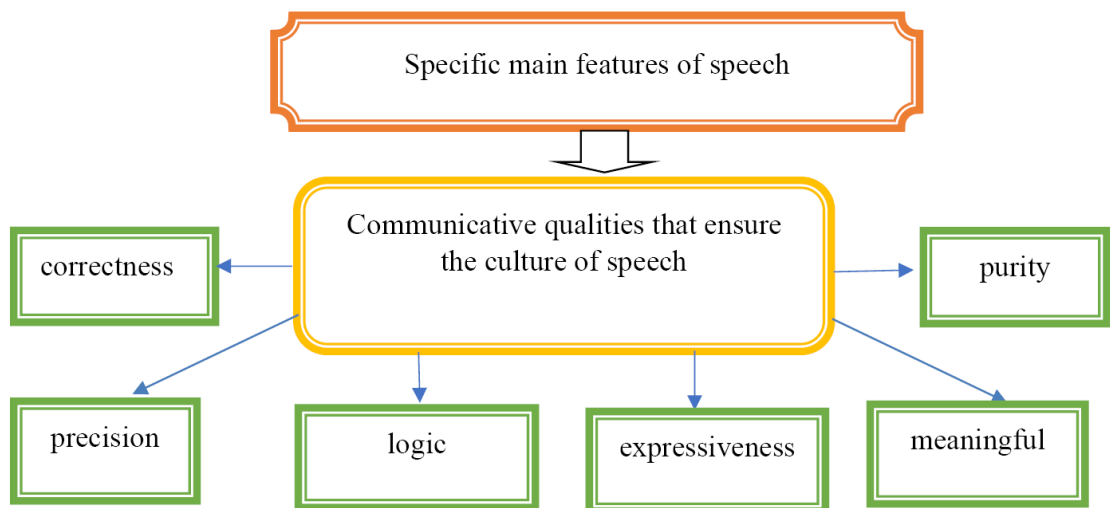 Specific main features of speech
Communicative qualities that ensure
the culture of speech
correctness
purity
precision
logic
expressiveness
meaningful